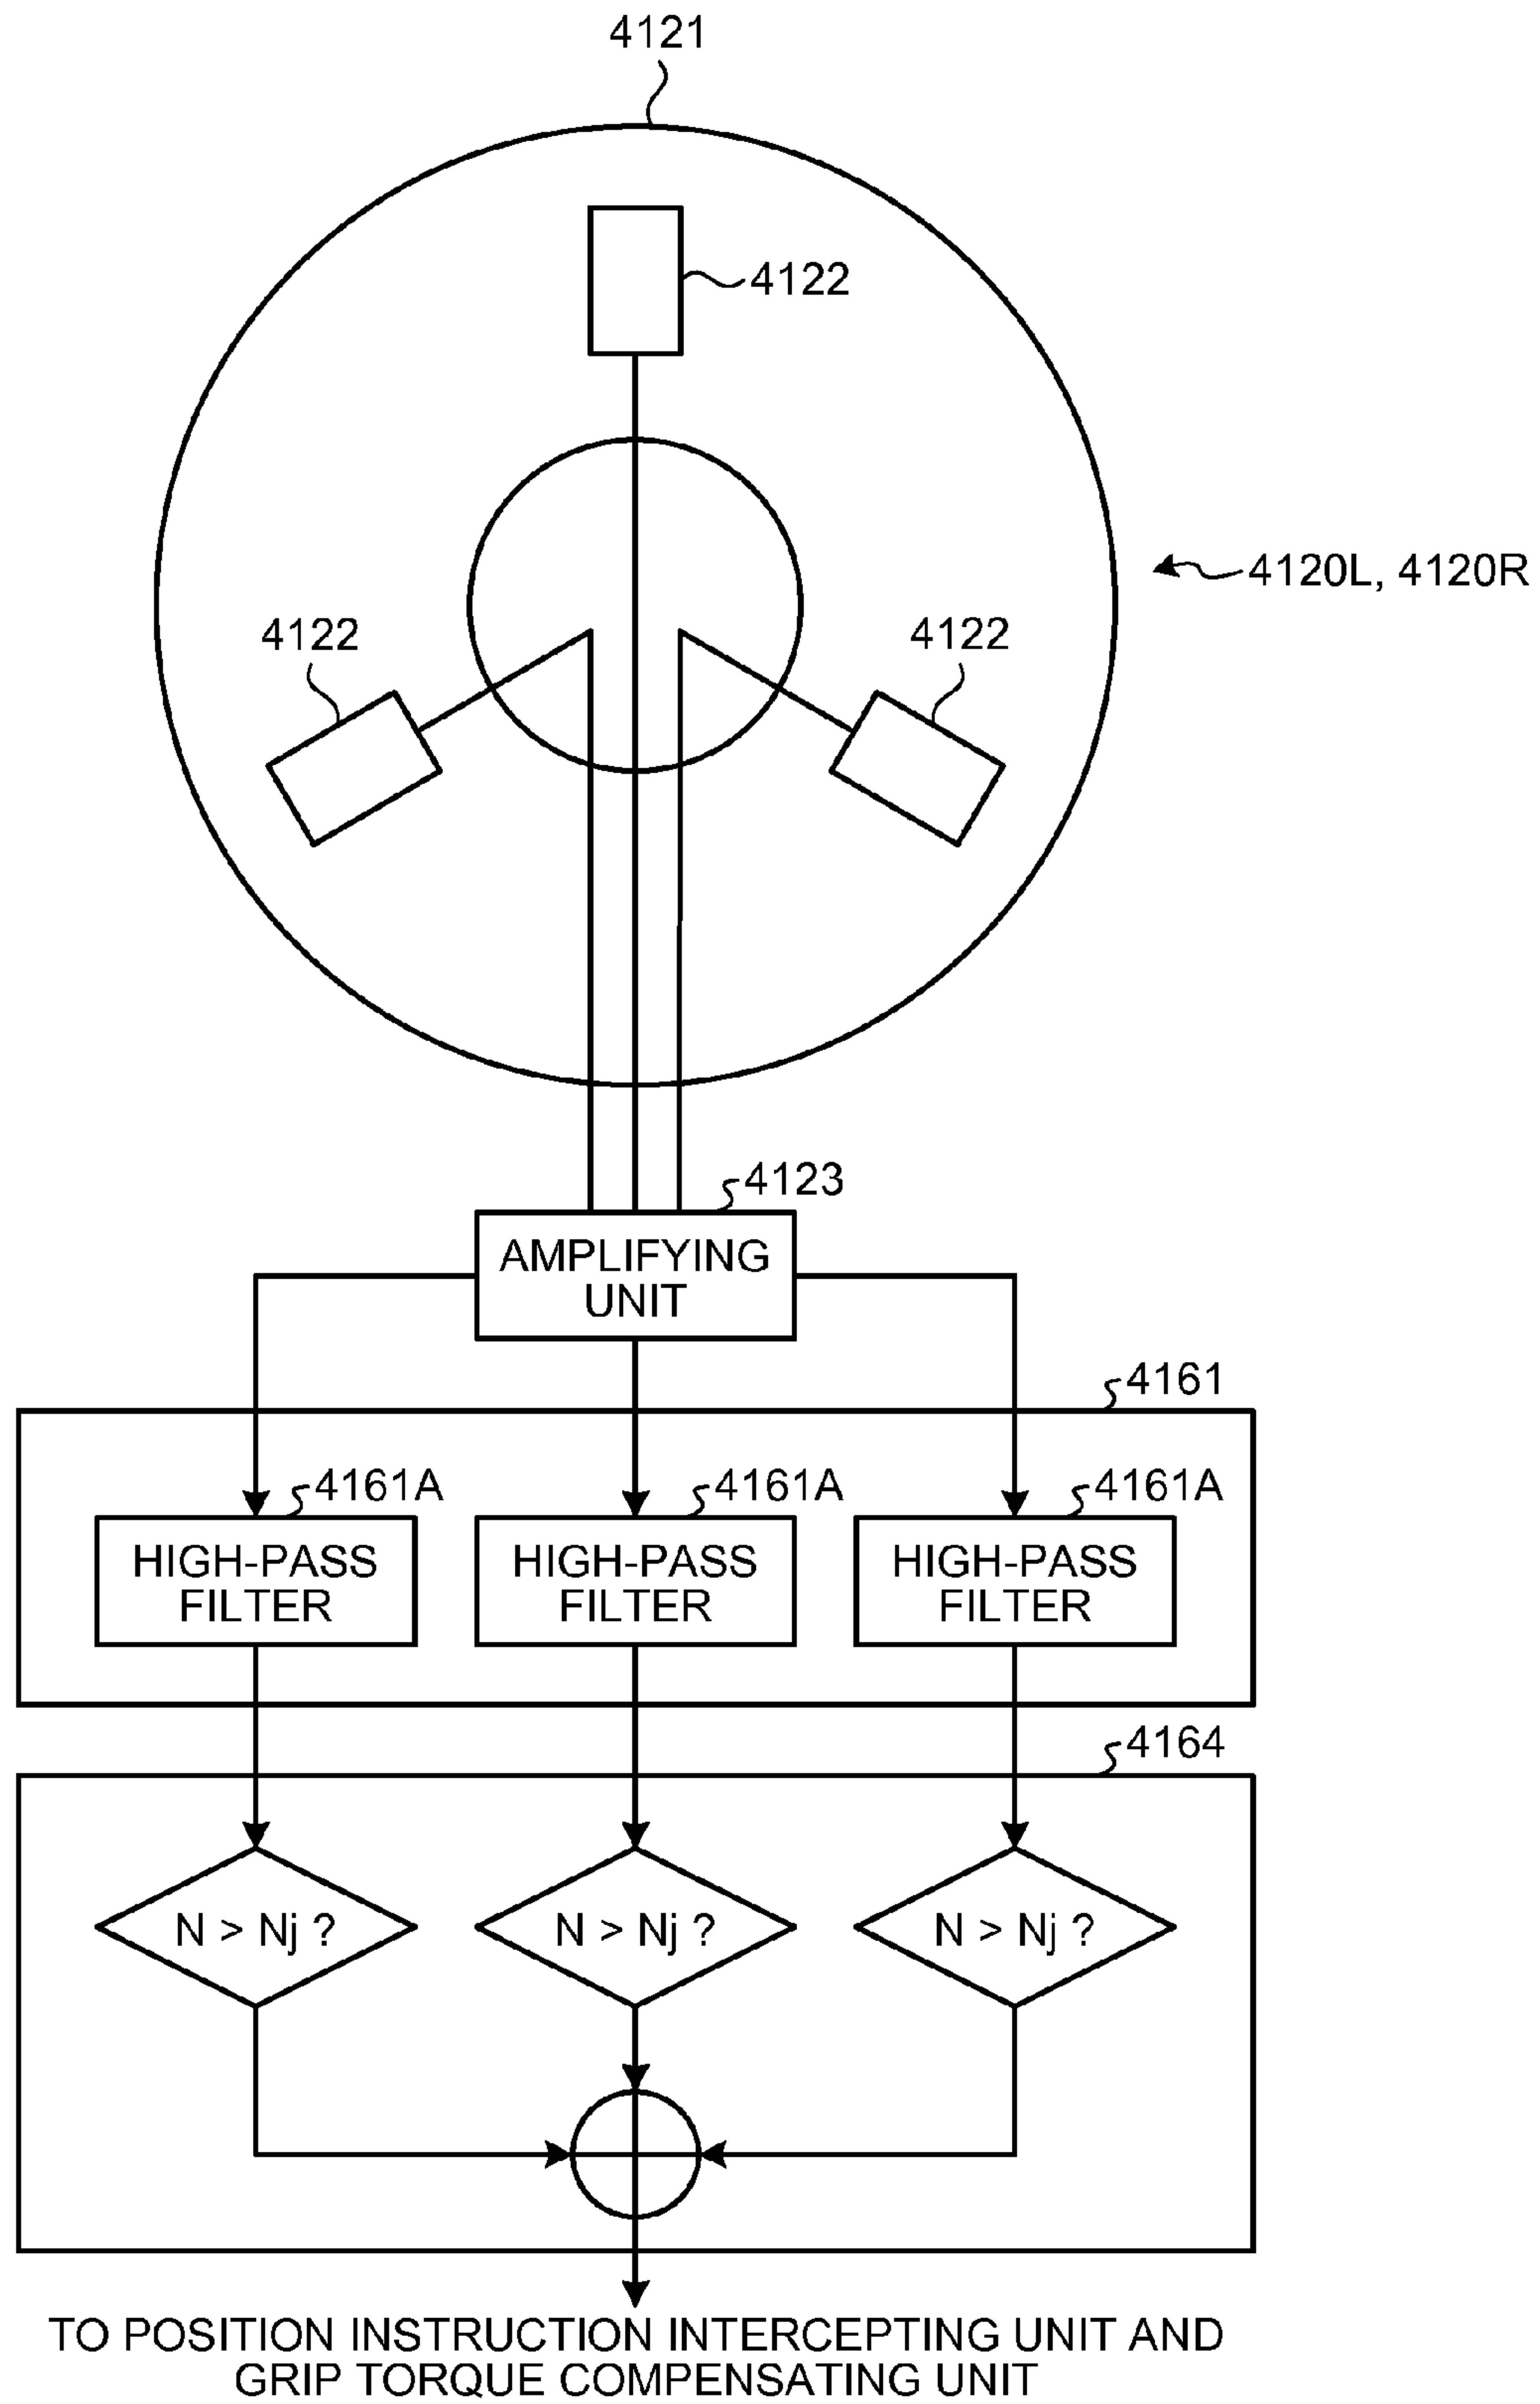 4121
4122
4120L, 4120R
4122
4122
4123
AMPLIFYING
UNIT
4161
4161A
4161A
4161A
HIGH-PASS
FILTER
HIGH-PASS
FILTER
HIGH-PASS
FILTER
4164
N > Nj ?
N > Nj ?
N > Nj ?
TO POSITION INSTRUCTION INTERCEPTING UNIT AND
GRIP TORQUE COMPENSATING UNIT